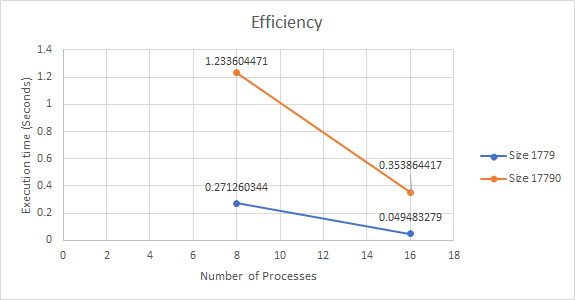 Efficiency
1.4
1.2
1
0.8
0.6
0.4
0.2
0
Execution time (Seconds)
1.233604471
0.353864417
0.271260344
0.049483279
Size 1779
Size 17790
0 2 4 6 8 10 12 14 16 18
Number of Processes